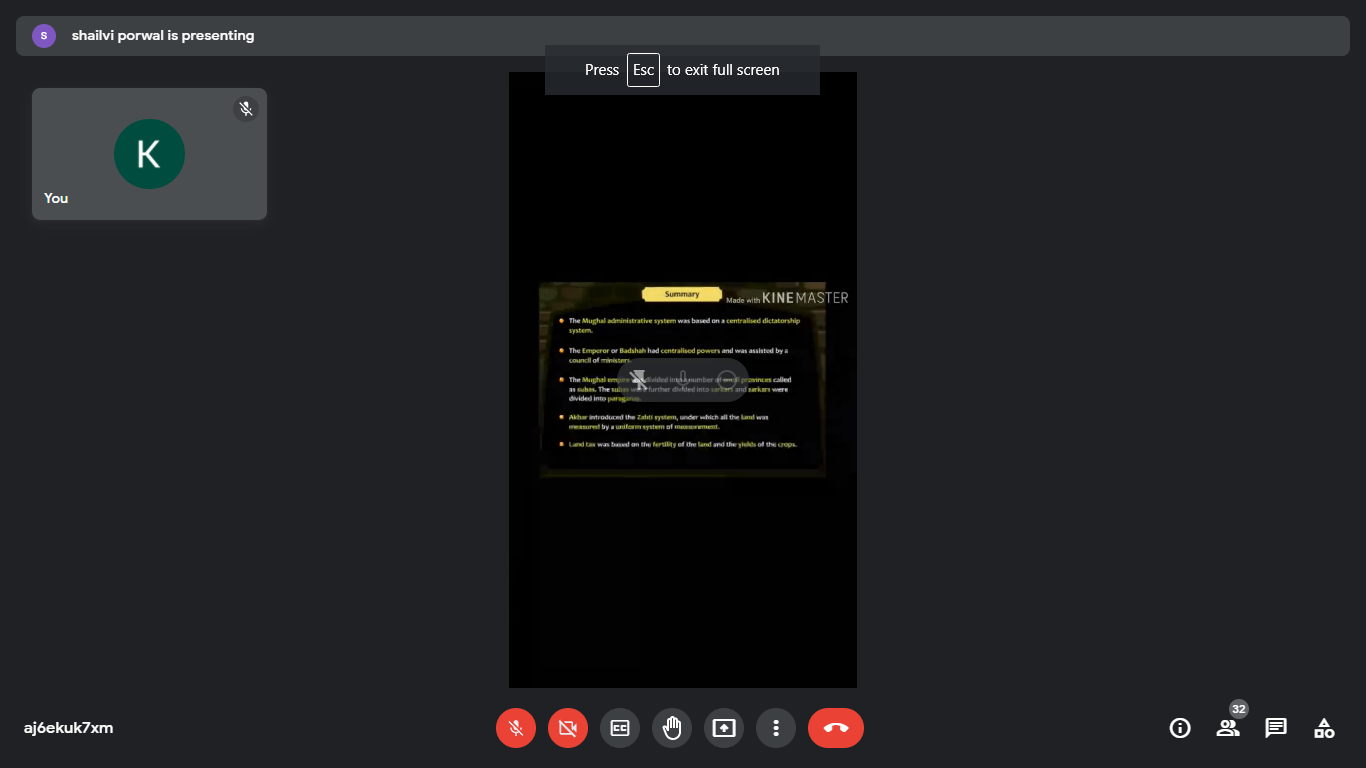 S
shailvi porwal is presenting
Press Esc to exit full screen
K
You
Summary
Made with KINEMASTER
The Mughal administrative system was based on a centralised dictatorship
system.
The Emperor or Badshah had centralised powers and was assisted by a
council of ministers.
The Mughal empire was divided into a number of small provinces called
as subas. The subas were further divided into sarkars and sarkars were
divided into paraganas.
Akbar introduced the Zabti system, under which all the land was
measured by a uniform system of measurement.
Land tax was based on the fertility of the land and the yields of the crops.
aj6ekuk7xm
CC
32